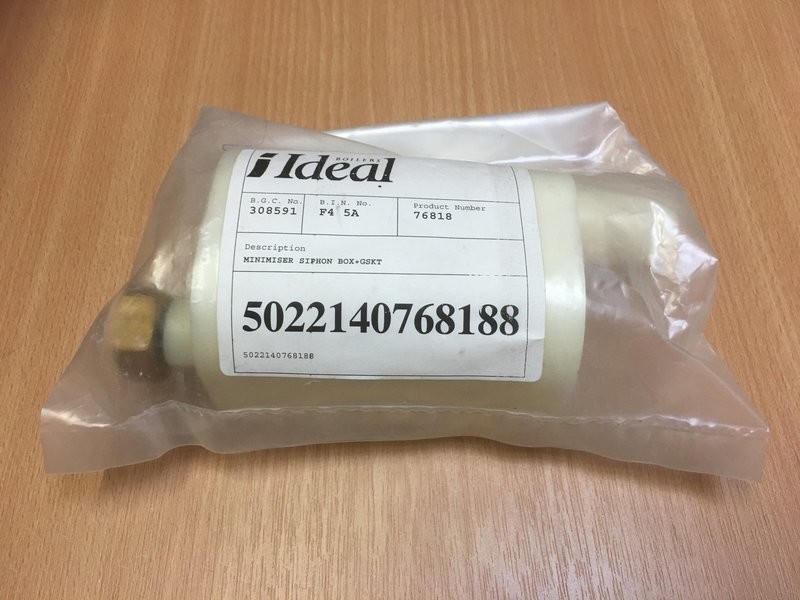 BOILERS
Ideal
B.G.C. No. B.I.N. No. Product Number
308591 F4 5A 76818
Description
MINIMISER SIPHON BOX+GSKT
5022140768188
5022140768188